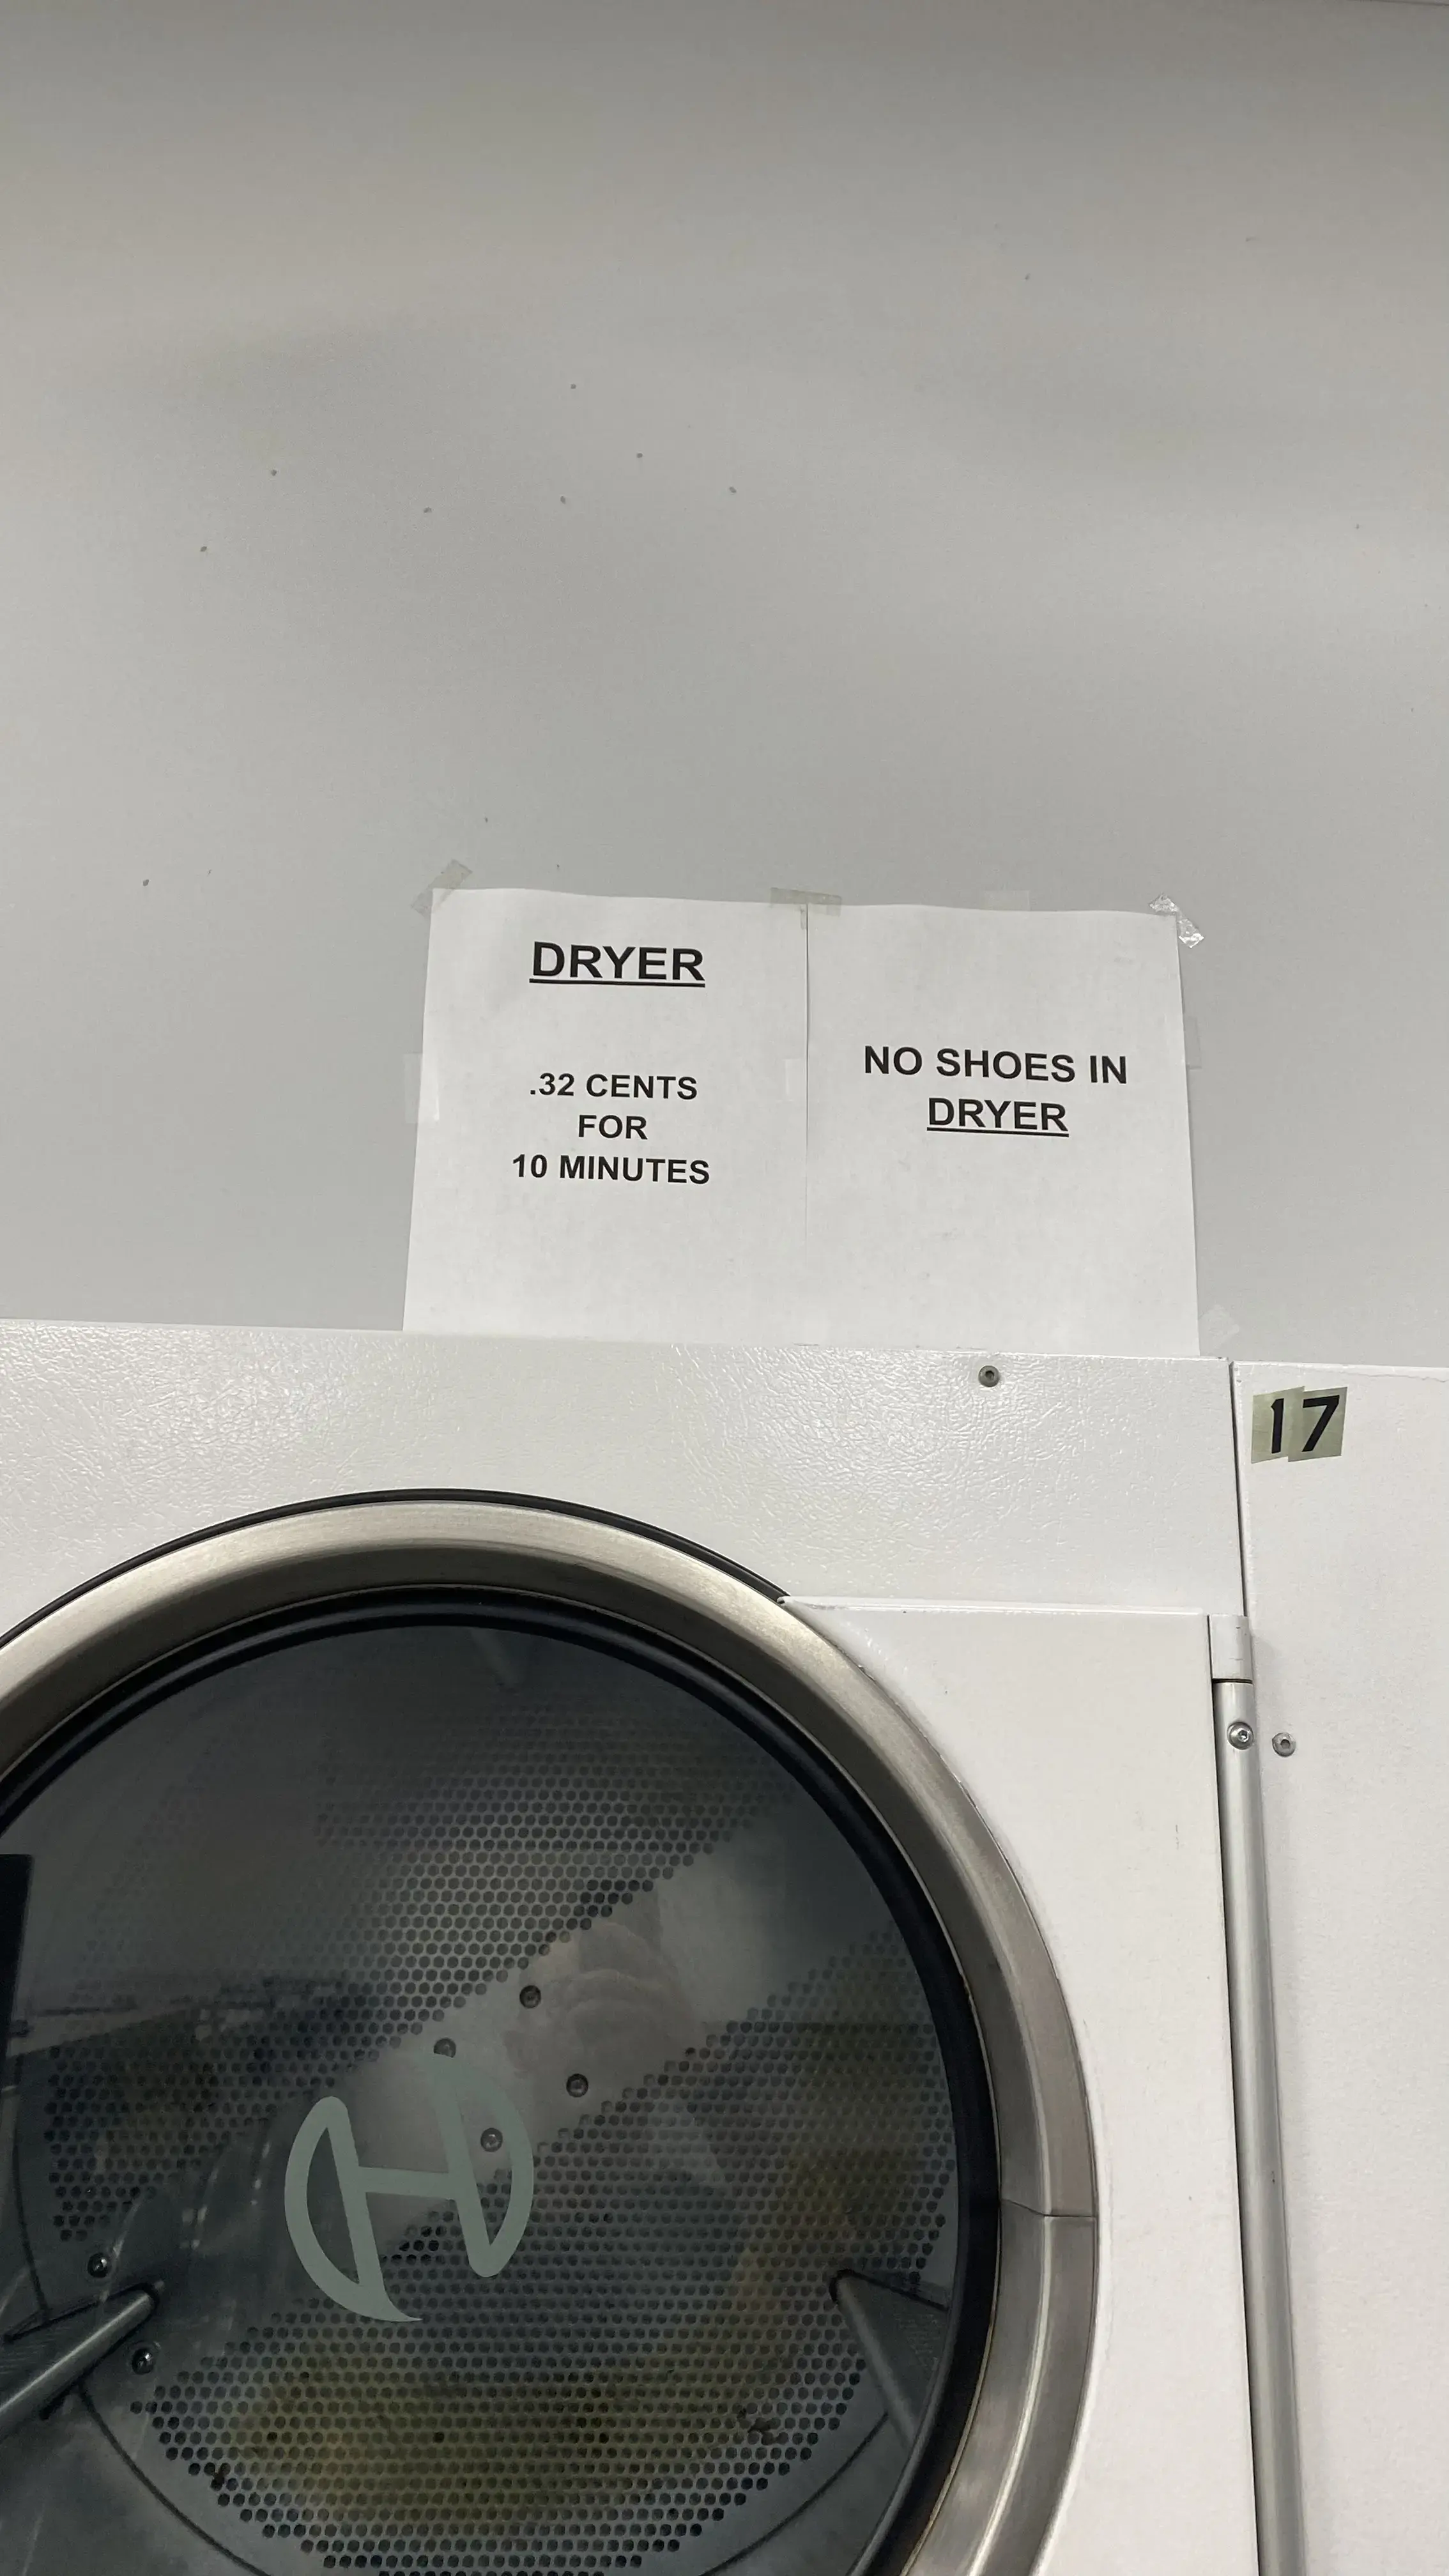 DRYER
.32 CENTS
FOR
10 MINUTES
NO SHOES IN
DRYER
17